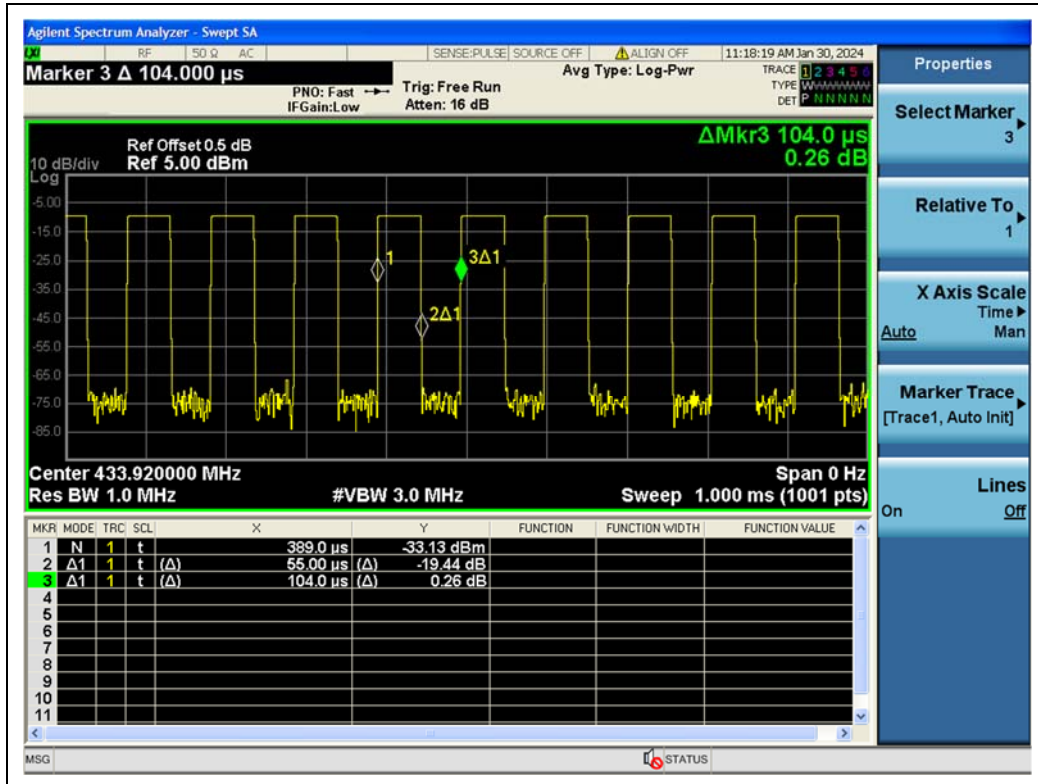 Agilent Spectrum Analyzer - Swept SA
LXI RF 50 Ω AC SENSE:PULSE SOURCE OFF ALIGN OFF 11:18:19 AM Jan 30, 2024
Marker 3 Δ 104.000 µs
PNO: Fast
IFGain:Low
Trig: Free Run
Atten: 16 dB
Avg Type: Log-Pwr
TRACE 1 2 3 4 5 6
TYPE W
DET P N N N N N
ΔMkr3 104.0 µs
0.26 dB
Ref Offset 0.5 dB
10 dB/div Ref 5.00 dBm
Log
-5.00
-15.0
-25.0
-35.0
-45.0
-55.0
-65.0
-75.0
-85.0
1
3Δ1
2Δ1
Center 433.920000 MHz Span 0 Hz
Res BW 1.0 MHz #VBW 3.0 MHz Sweep 1.000 ms (1001 pts)
MKR MODE TRC SCL X Y FUNCTION FUNCTION WIDTH FUNCTION VALUE
1 N 1 t 389.0 µs -33.13 dBm
2 Δ1 1 t (Δ) 55.00 µs (Δ) -19.44 dB
3 Δ1 1 t (Δ) 104.0 µs (Δ) 0.26 dB
4
5
6
7
8
9
10
11
MSG STATUS
Properties
Select Marker
3
Relative To
1
X Axis Scale
Time
Auto Man
Marker Trace
[Trace1, Auto Init]
Lines
On Off